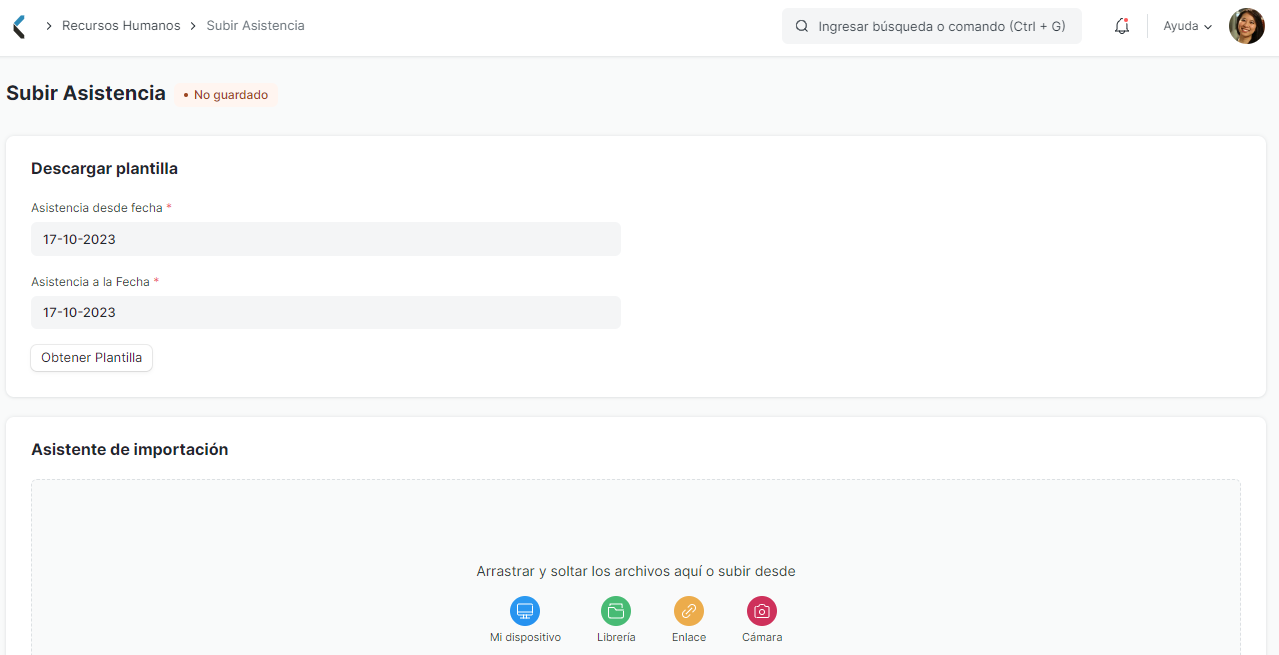 Recursos Humanos Subir Asistencia
Ingresar búsqueda o comando (Ctrl + G)
Ayuda
Subir Asistencia
• No guardado
Descargar plantilla
Asistencia desde fecha *
17-10-2023
Asistencia a la Fecha *
17-10-2023
Obtener Plantilla
Asistente de importación
Arrastrar y soltar los archivos aquí o subir desde
Mi dispositivo Librería Enlace Cámara